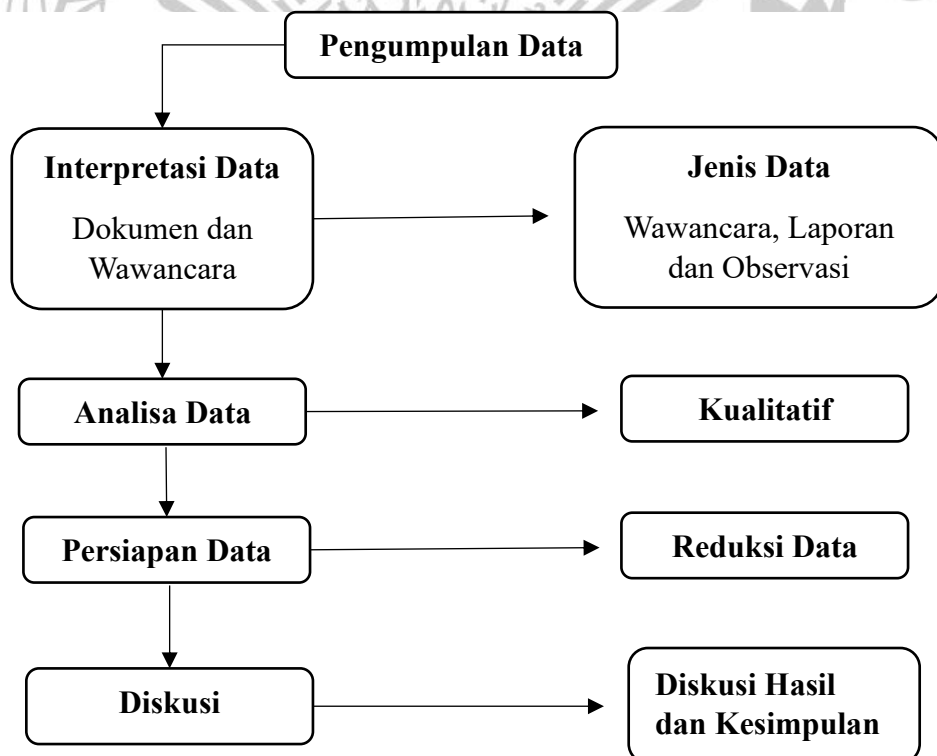 Pengumpulan Data
Interpretasi Data
Dokumen dan
Wawancara
Jenis Data
Wawancara, Laporan
dan Observasi
Analisa Data
Kualitatif
Persiapan Data
Reduksi Data
Diskusi
Diskusi Hasil
dan Kesimpulan